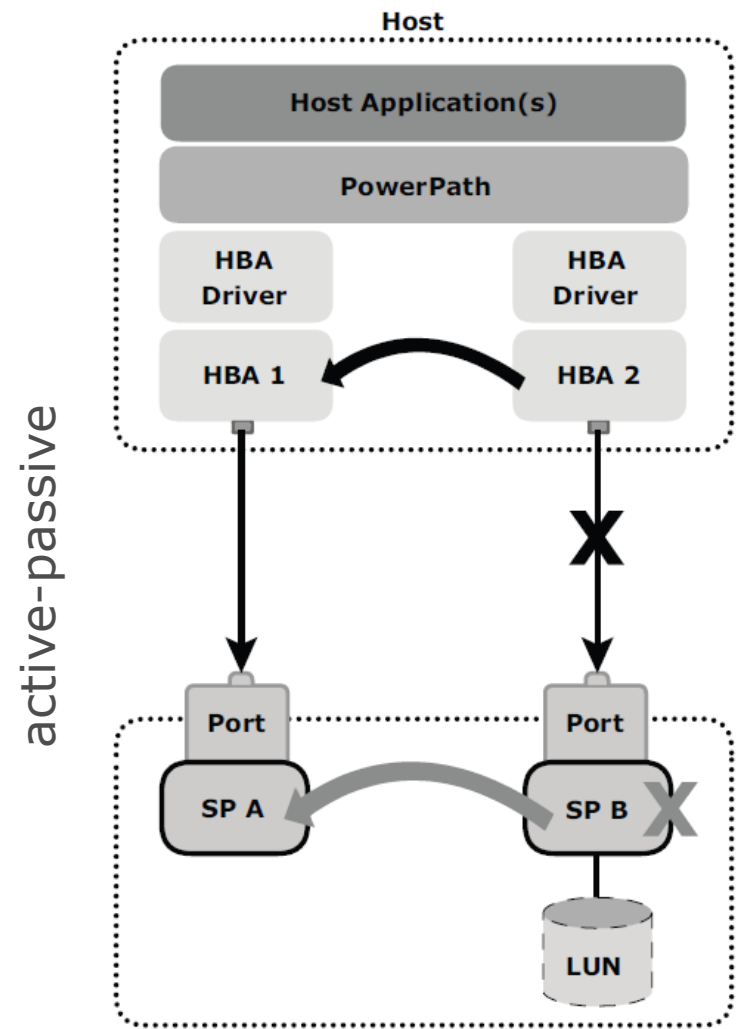 Host
Host Application(s)
PowerPath
HBA
Driver
HBA
Driver
HBA 1
HBA 2
active-passive
X
Port
Port
SP A
SP B
X
LUN